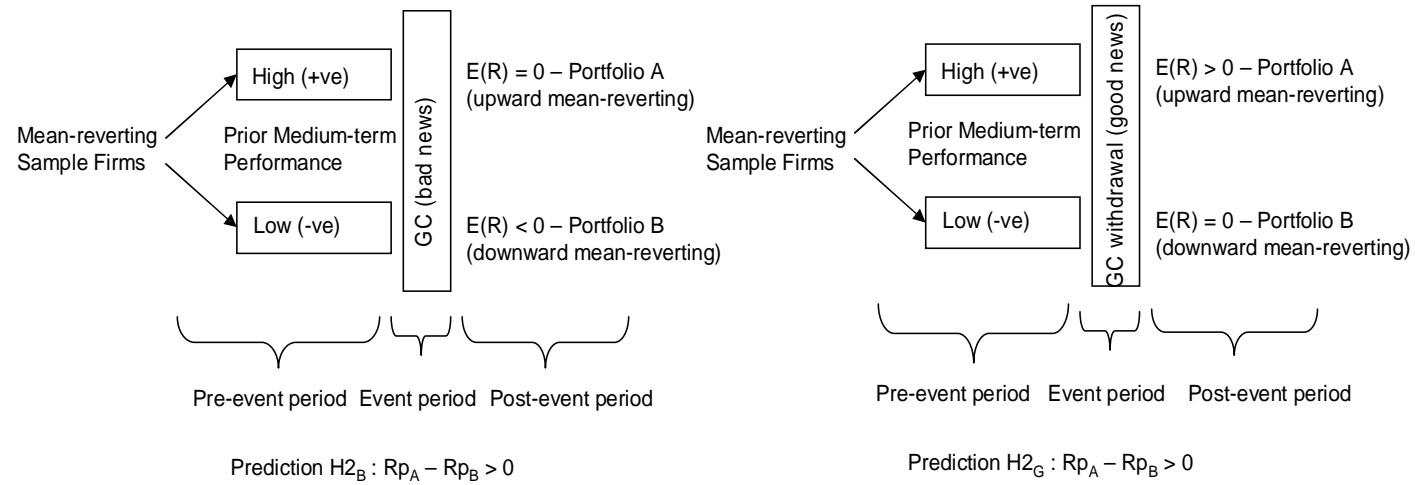 Mean-reverting
Sample Firms
High (+ve)
Prior Medium-term
Performance
Low (-ve)
GC (bad news)
E(R) = 0 – Portfolio A
(upward mean-reverting)
E(R) < 0 – Portfolio B
(downward mean-reverting)
Pre-event period
Event period
Post-event period
Prediction H2B : RpA – RpB > 0
Mean-reverting
Sample Firms
High (+ve)
Prior Medium-term
Performance
Low (-ve)
GC withdrawal (good news)
E(R) > 0 – Portfolio A
(upward mean-reverting)
E(R) = 0 – Portfolio B
(downward mean-reverting)
Pre-event period
Event period
Post-event period
Prediction H2G : RpA – RpB > 0